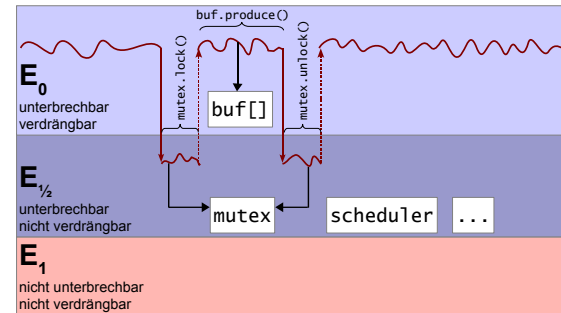 buf.produce()
mutex.lock()
mutex.unlock()
E0
unterbrechbar
verdrängbar
buf[]
E½
unterbrechbar
nicht verdrängbar
mutex
scheduler
...
E1
nicht unterbrechbar
nicht verdrängbar